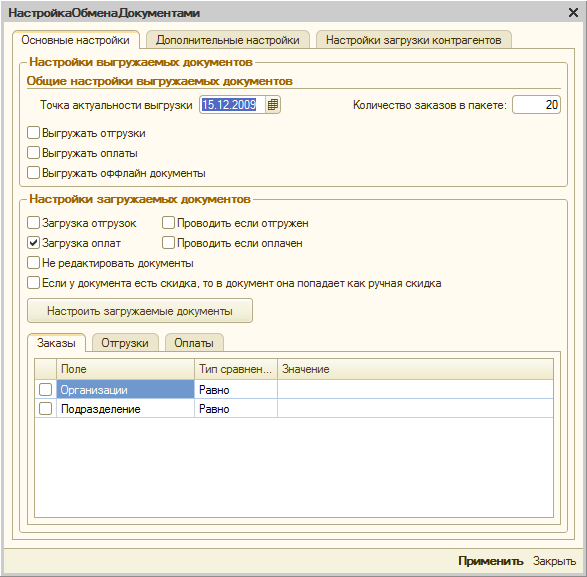 НастройкаОбменаДокументами
Основные настройки Дополнительные настройки Настройки загрузки контрагентов
Настройки выгружаемых документов
Общие настройки выгружаемых документов
Точка актуальности выгрузки 15.12.2009 Количество заказов в пакете: 20
Выгружать отгрузки
Выгружать оплаты
Выгружать оффлайн документы
Настройки загружаемых документов
Загрузка отгрузок Проводить если отгружен
Загрузка оплат Проводить если оплачен
Не редактировать документы
Если у документа есть скидка, то в документ она попадает как ручная скидка
Настроить загружаемые документы
Заказы Отгрузки Оплаты
Поле Тип сравнен... Значение
Организации Равно
Подразделение Равно
Применить Закрыть